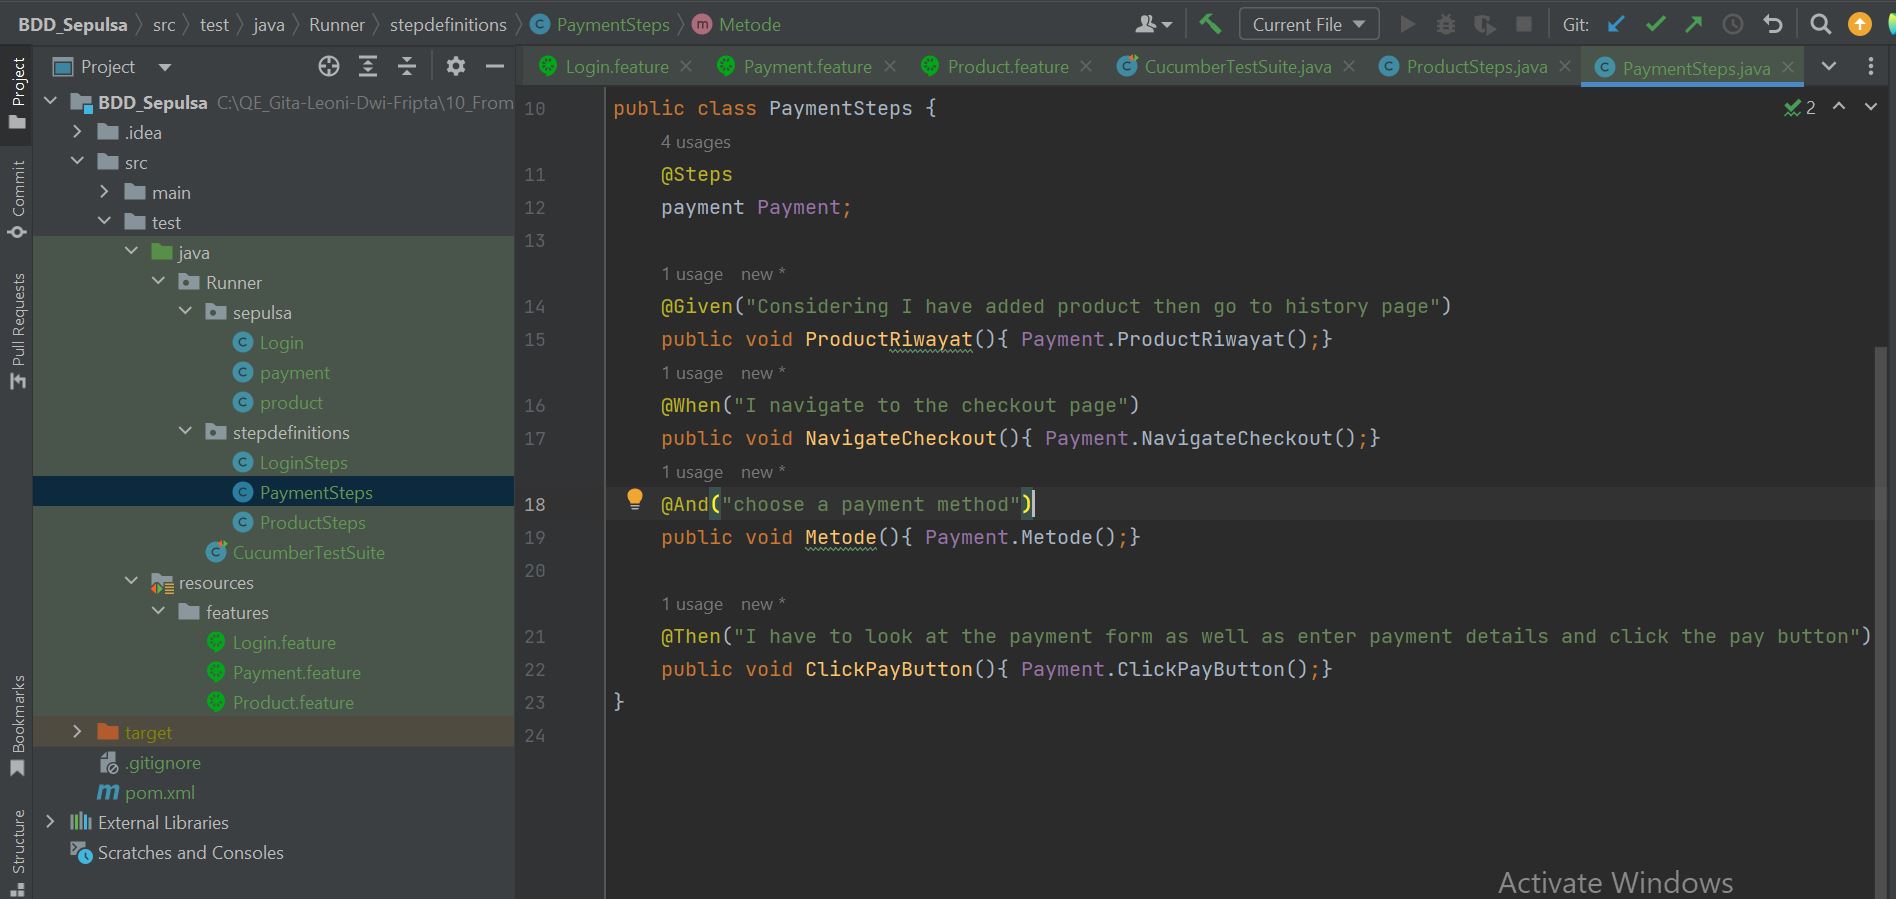 BDD_Sepulsa src test java Runner stepdefinitions PaymentSteps Metode
Current File
Git:
Project
Login.feature
Payment.feature
Product.feature
CucumberTestSuite.java
ProductSteps.java
PaymentSteps.java
Project
Commit
Pull Requests
Bookmarks
Structure
BDD_Sepulsa C:\QE_Gita-Leoni-Dwi-Fripta\10_From
.idea
src
main
test
java
Runner
sepulsa
Login
payment
product
stepdefinitions
LoginSteps
PaymentSteps
ProductSteps
CucumberTestSuite
resources
features
Login.feature
Payment.feature
Product.feature
target
.gitignore
pom.xml
External Libraries
Scratches and Consoles
2
10 public class PaymentSteps {
4 usages
11 @Steps
12 payment Payment;
13
1 usage new *
14 @Given("Considering I have added product then go to history page")
15 public void ProductRiwayat(){ Payment.ProductRiwayat();}
1 usage new *
16 @When("I navigate to the checkout page")
17 public void NavigateCheckout(){ Payment.NavigateCheckout();}
1 usage new *
18 @And("choose a payment method")
19 public void Metode(){ Payment.Metode();}
20
1 usage new *
21 @Then("I have to look at the payment form as well as enter payment details and click the pay button")
22 public void ClickPayButton(){ Payment.ClickPayButton();}
23 }
24
Activate Windows